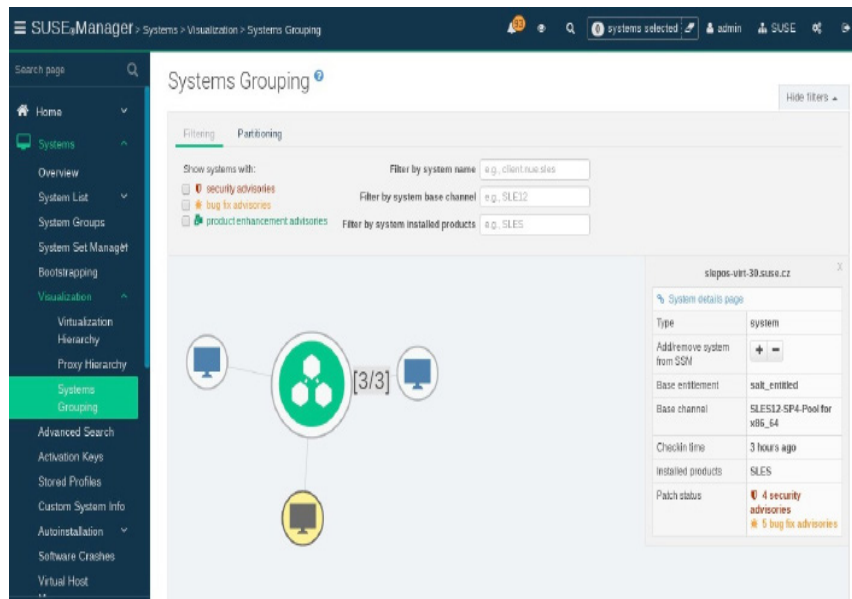 SUSE®Manager > Systems > Visualization > Systems Grouping
93
0 systems selected
admin
SUSE
Search page
Home
Systems
Overview
System List
System Groups
System Set Manager
Bootstrapping
Visualization
Virtualization
Hierarchy
Proxy Hierarchy
Systems
Grouping
Advanced Search
Activation Keys
Stored Profiles
Custom System Info
Autoinstallation
Software Crashes
Virtual Host
Systems Grouping ?
Hide filters
Filtering Partitioning
Show systems with:
security advisories
bug fix advisories
product enhancement advisories
Filter by system name e.g., client.nue.sles
Filter by system base channel e.g., SLE12
Filter by system installed products e.g., SLES
[3/3]
slepos-virt-30.suse.cz X
System details page
Type system
Add/remove system
from SSM + -
Base entitlement salt_entitled
Base channel SLES12-SP4-Pool for
x86_64
Checkin time 3 hours ago
Installed products SLES
Patch status 4 security
advisories
5 bug fix advisories